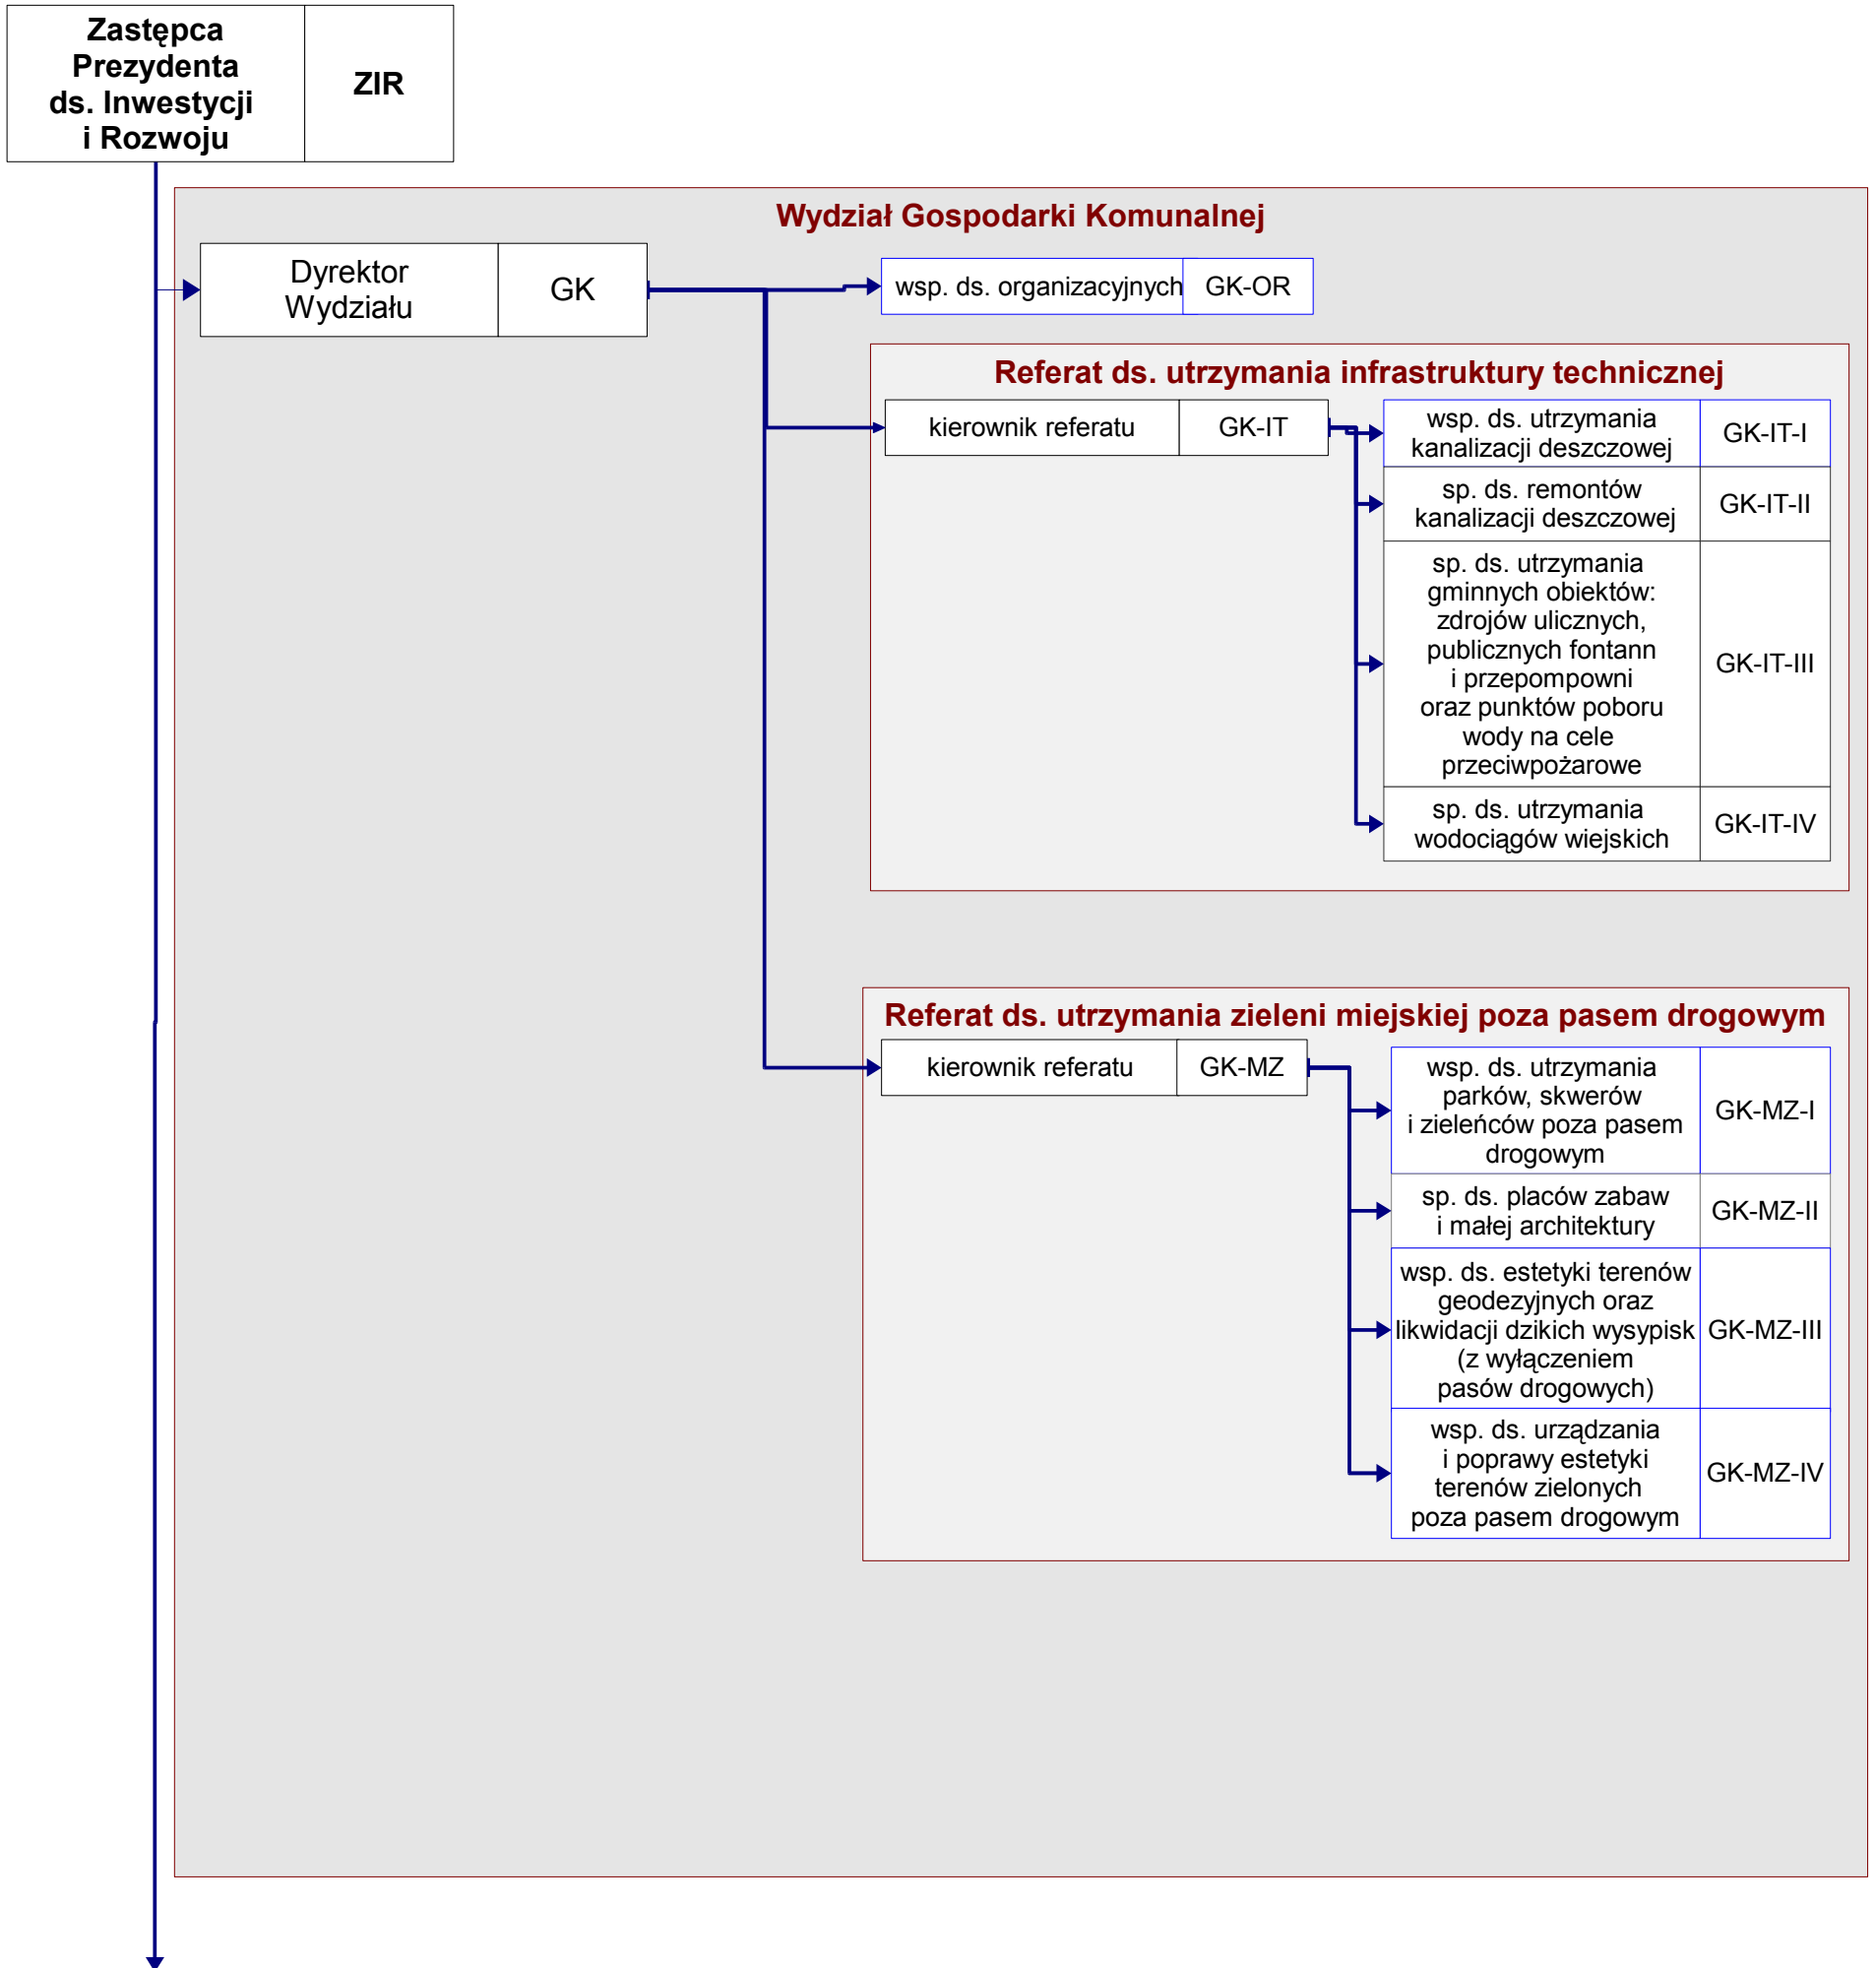 Zastępca
Prezydenta
ds. Inwestycji
i Rozwoju
ZIR
Wydział Gospodarki Komunalnej
Dyrektor
Wydziału
GK
wsp. ds. organizacyjnych
GK-OR
Referat ds. utrzymania infrastruktury technicznej
kierownik referatu
GK-IT
wsp. ds. utrzymania
kanalizacji deszczowej
GK-IT-I
sp. ds. remontów
kanalizacji deszczowej
GK-IT-II
sp. ds. utrzymania
gminnych obiektów:
zdrojów ulicznych,
publicznych fontann
i przepompowni
oraz punktów poboru
wody na cele
przeciwpożarowe
GK-IT-III
sp. ds. utrzymania
wodociągów wiejskich
GK-IT-IV
Referat ds. utrzymania zieleni miejskiej poza pasem drogowym
kierownik referatu
GK-MZ
wsp. ds. utrzymania
parków, skwerów
i zieleńców poza pasem
drogowym
GK-MZ-I
sp. ds. placów zabaw
i małej architektury
GK-MZ-II
wsp. ds. estetyki terenów
geodezyjnych oraz
likwidacji dzikich wysypisk
(z wyłączeniem
pasów drogowych)
GK-MZ-III
wsp. ds. urządzania
i poprawy estetyki
terenów zielonych
poza pasem drogowym
GK-MZ-IV